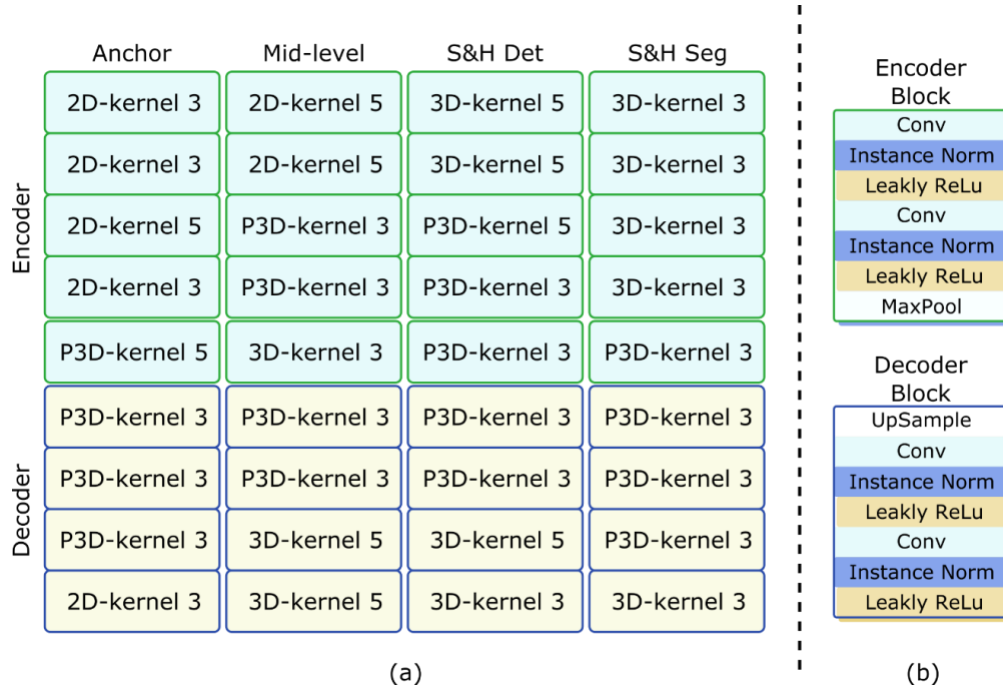 Anchor Mid-level S&H Det S&H Seg
Encoder
2D-kernel 3 2D-kernel 5 3D-kernel 5 3D-kernel 3
2D-kernel 3 2D-kernel 5 3D-kernel 5 3D-kernel 3
2D-kernel 5 P3D-kernel 3 P3D-kernel 5 3D-kernel 3
2D-kernel 3 P3D-kernel 3 P3D-kernel 3 3D-kernel 3
P3D-kernel 5 3D-kernel 3 P3D-kernel 3 P3D-kernel 3
Decoder
P3D-kernel 3 P3D-kernel 3 P3D-kernel 3 P3D-kernel 3
P3D-kernel 3 P3D-kernel 3 P3D-kernel 3 P3D-kernel 3
P3D-kernel 3 3D-kernel 5 3D-kernel 5 P3D-kernel 3
2D-kernel 3 3D-kernel 5 3D-kernel 3 3D-kernel 3
(a)
Encoder
Block
Conv
Instance Norm
Leakly ReLu
Conv
Instance Norm
Leakly ReLu
MaxPool
Decoder
Block
UpSample
Conv
Instance Norm
Leakly ReLu
Conv
Instance Norm
Leakly ReLu
(b)